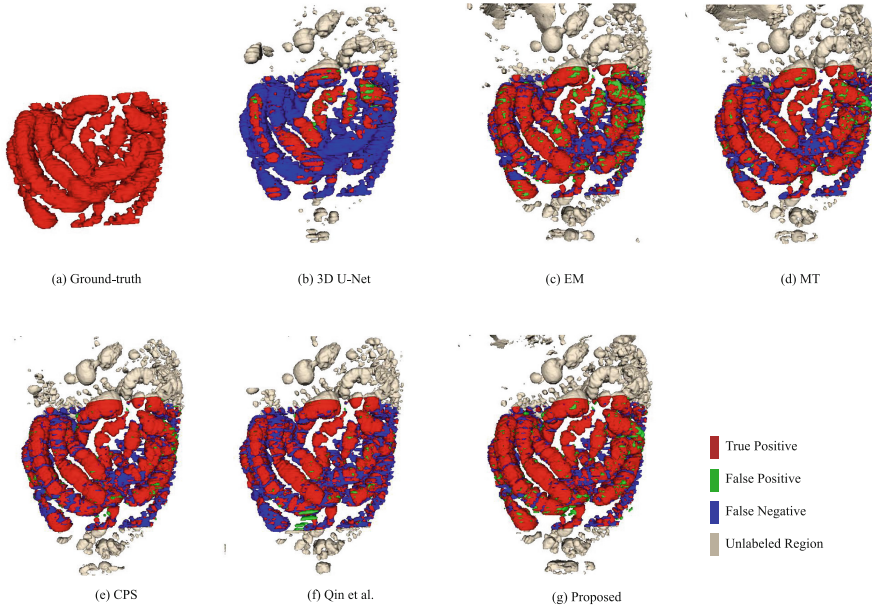 (a) Ground-truth
(b) 3D U-Net
(c) EM
(d) MT
(e) CPS
(f) Qin et al.
(g) Proposed
True Positive
False Positive
False Negative
Unlabeled Region